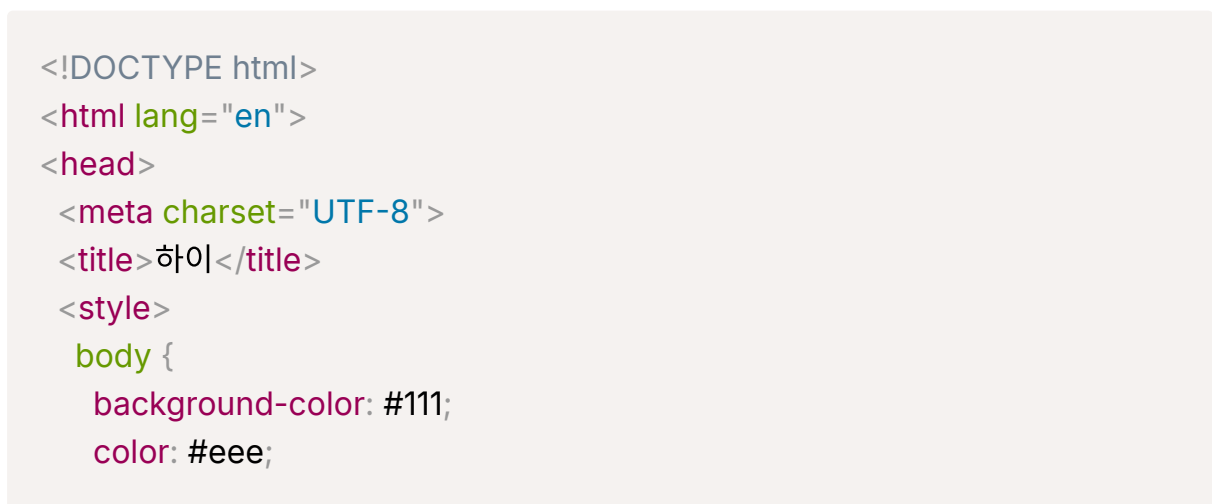 <!DOCTYPE html>
<html lang="en">
<head>
<meta charset="UTF-8">
<title>하이</title>
<style>
body {
background-color: #111;
color: #eee;